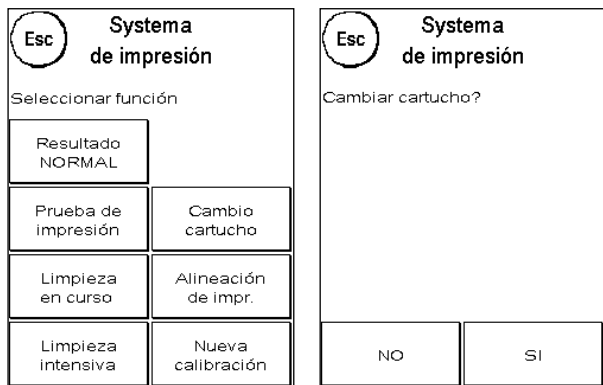 Esc
Systema
de impresión
Seleccionar función
Resultado
NORMAL
Prueba de
impresión
Cambio
cartucho
Limpieza
en curso
Alineación
de impr.
Limpieza
intensiva
Nueva
calibración
Esc
Systema
de impresión
Cambiar cartucho?
NO
SI